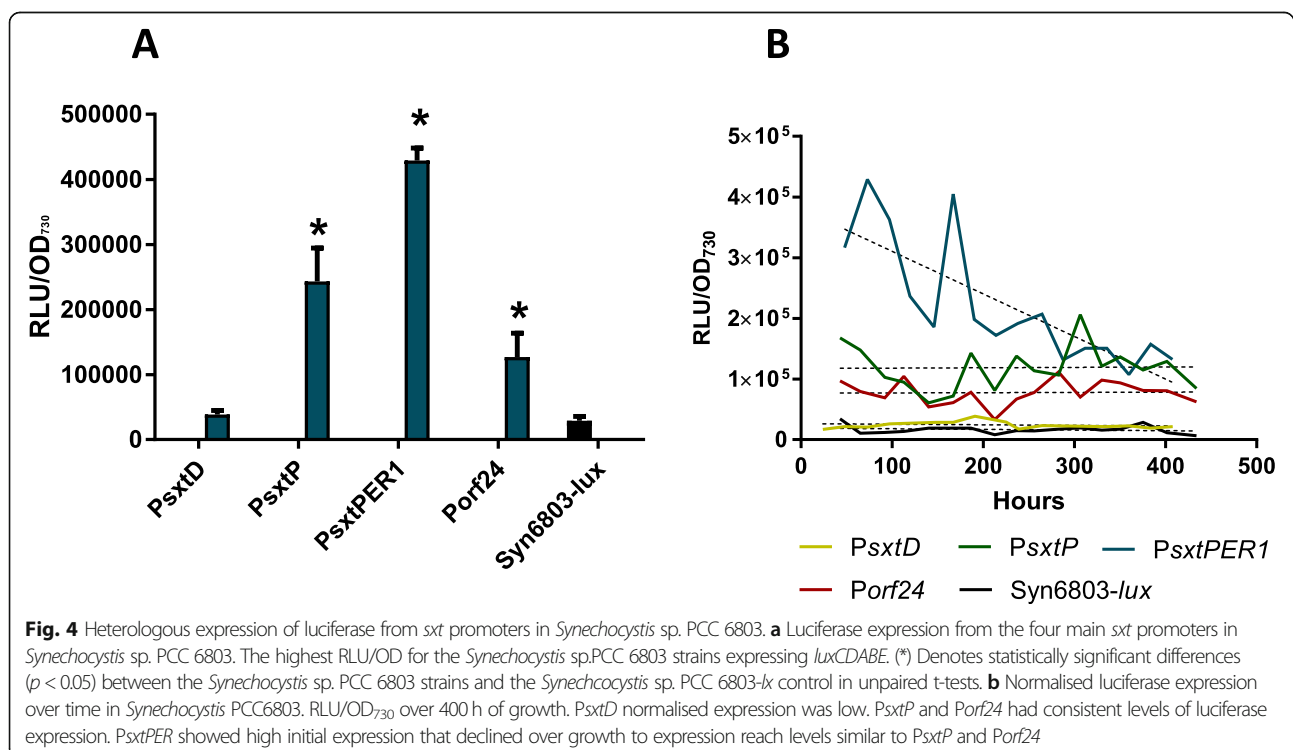 A
B
500000
400000
300000
200000
100000
0
RLU/OD730
*
*
*
PsxtD
PsxtP
PsxtPER1
Porf24
Syn6803-lux
5×10⁵
4×10⁵
3×10⁵
2×10⁵
1×10⁵
0
RLU/OD730
0
100
200
300
400
500
Hours
PsxtD
PsxtP
PsxtPER1
Porf24
Syn6803-lux
Fig. 4 Heterologous expression of luciferase from sxt promoters in Synechocystis sp. PCC 6803. a Luciferase expression from the four main sxt promoters in
Synechocystis sp. PCC 6803. The highest RLU/OD for the Synechocystis sp.PCC 6803 strains expressing luxCDABE. (*) Denotes statistically significant differences
(p < 0.05) between the Synechocystis sp. PCC 6803 strains and the Synechcocystis sp. PCC 6803-lx control in unpaired t-tests. b Normalised luciferase expression
over time in Synechocystis PCC6803. RLU/OD730 over 400 h of growth. PsxtD normalised expression was low. PsxtP and Porf24 had consistent levels of luciferase
expression. PsxtPER showed high initial expression that declined over growth to expression reach levels similar to PsxtP and Porf24